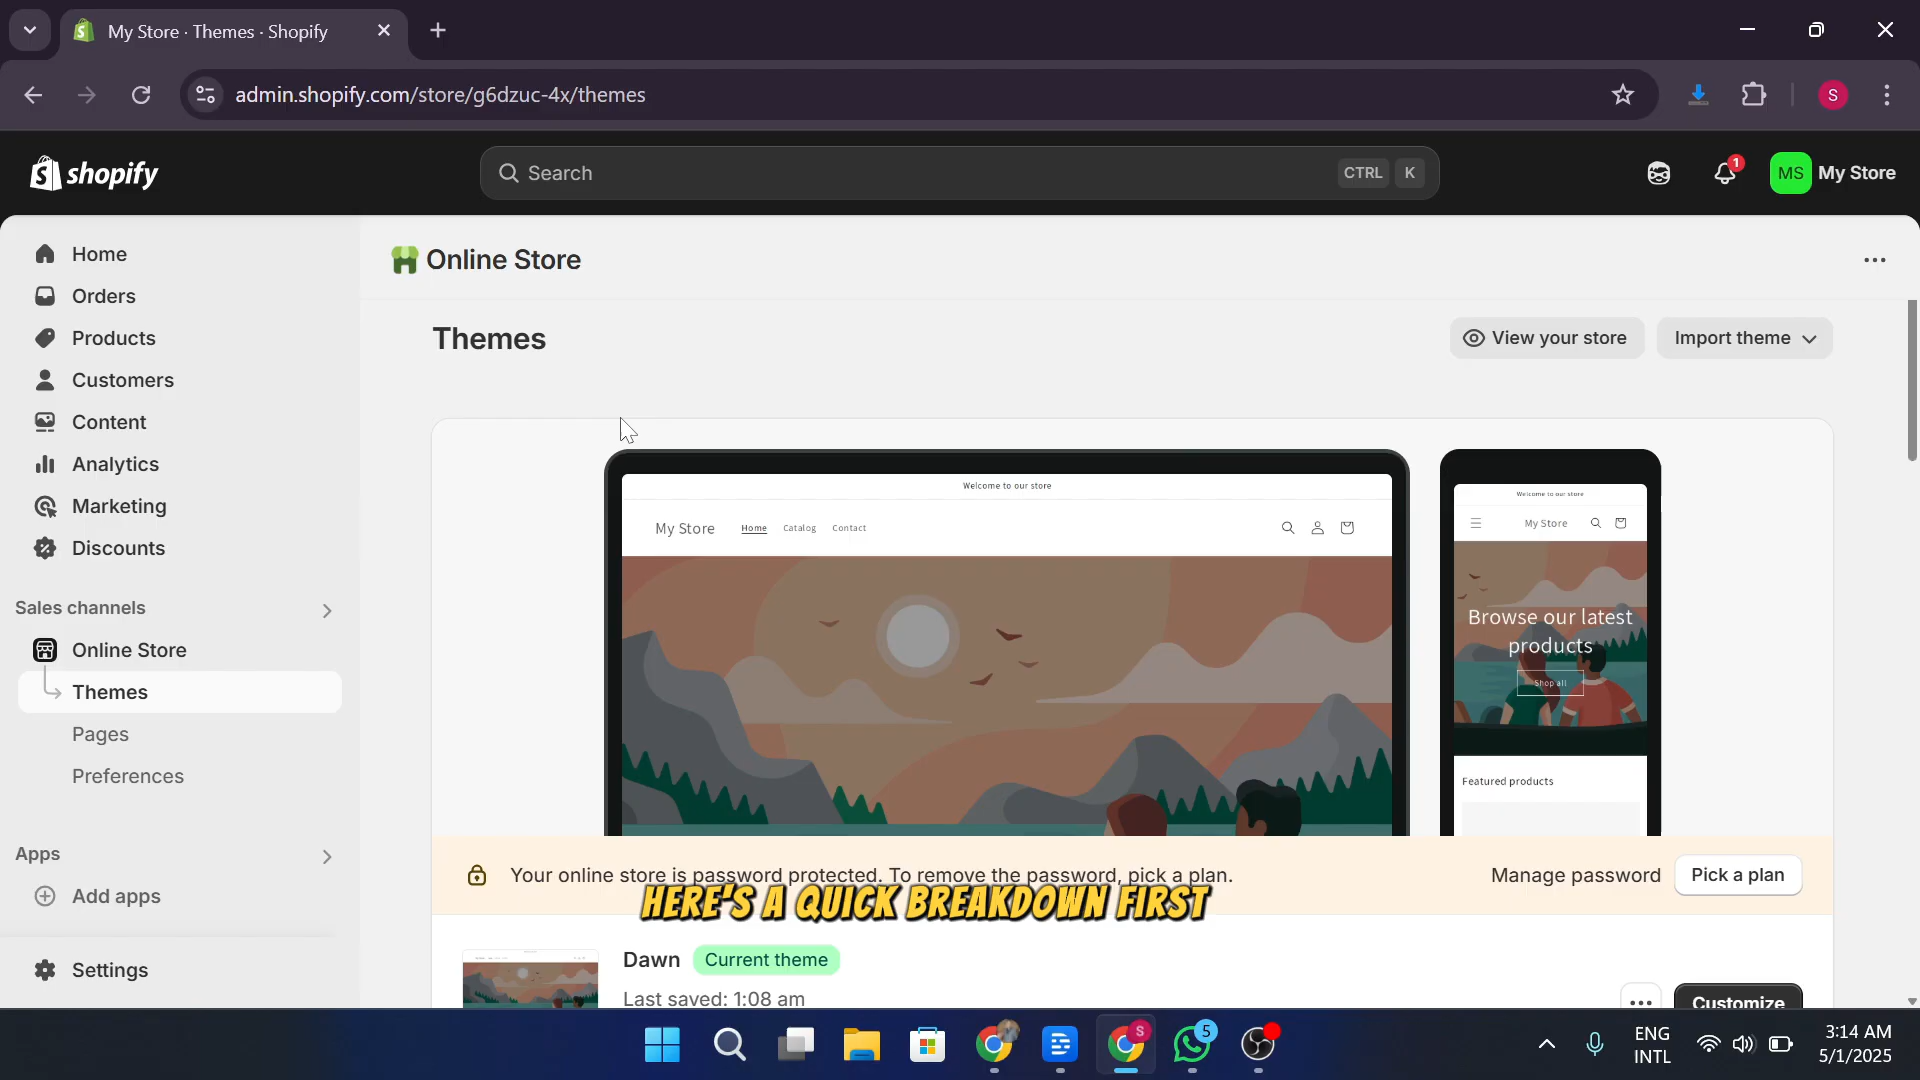 My Store · Themes · Shopify
admin.shopify.com/store/g6dzuc-4x/themes
S
shopify
Search
CTRL K
1
MS My Store
Home
Orders
Products
Customers
Content
Analytics
Marketing
Discounts
Sales channels
Online Store
Themes
Pages
Preferences
Apps
Add apps
Settings
Online Store
Themes
View your store
Import theme
Welcome to our store
My Store Home Catalog Contact
Welcome to our store
My Store
Browse our latest
products
Shop all
Featured products
Your online store is password protected. To remove the password, pick a plan.
Manage password
Pick a plan
HERE'S A QUICK BREAKDOWN FIRST
Dawn Current theme
Last saved: 1:08 am
Customize
S
5
ENG
INTL
3:14 AM
5/1/2025